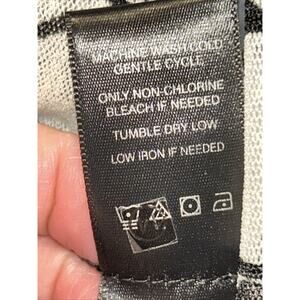 MACHINE WASH COLD
GENTLE CYCLE
ONLY NON-CHLORINE
BLEACH IF NEEDED
TUMBLE DRY LOW
LOW IRON IF NEEDED